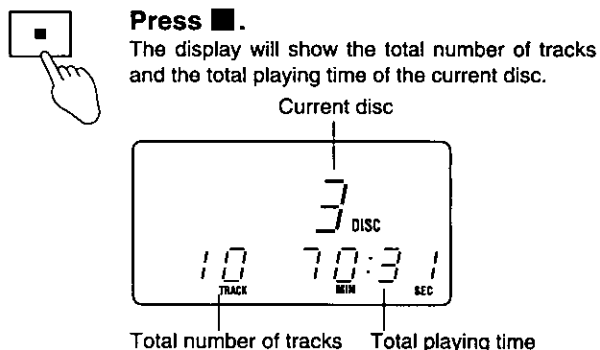 Press ■.
The display will show the total number of tracks
and the total playing time of the current disc.
Current disc
3 DISC
10 TRACK 70 MIN :31 SEC
Total number of tracks Total playing time